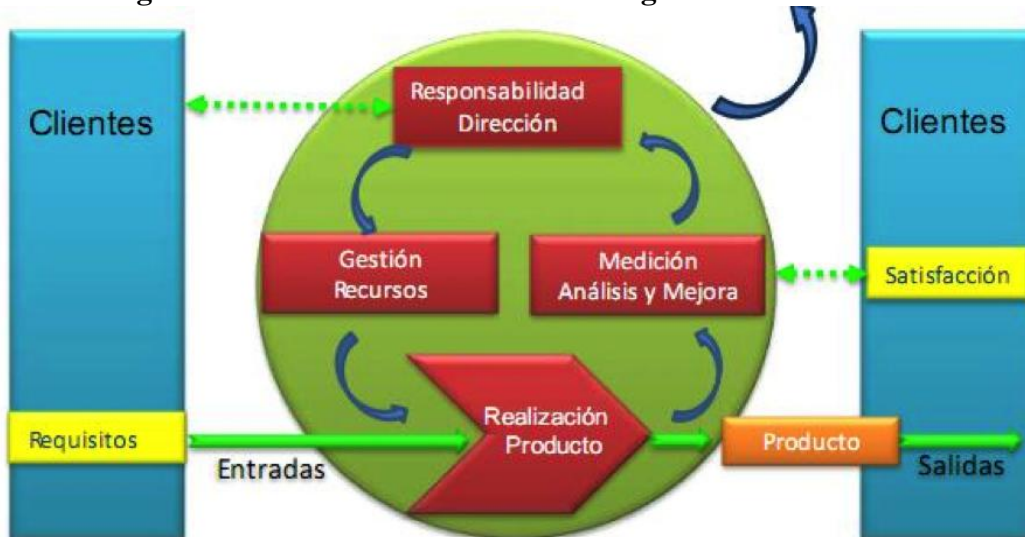 Clientes
Responsabilidad
Dirección
Clientes
Gestión
Recursos
Medición
Análisis y Mejora
Satisfacción
Requisitos
Entradas
Realización
Producto
Producto
Salidas